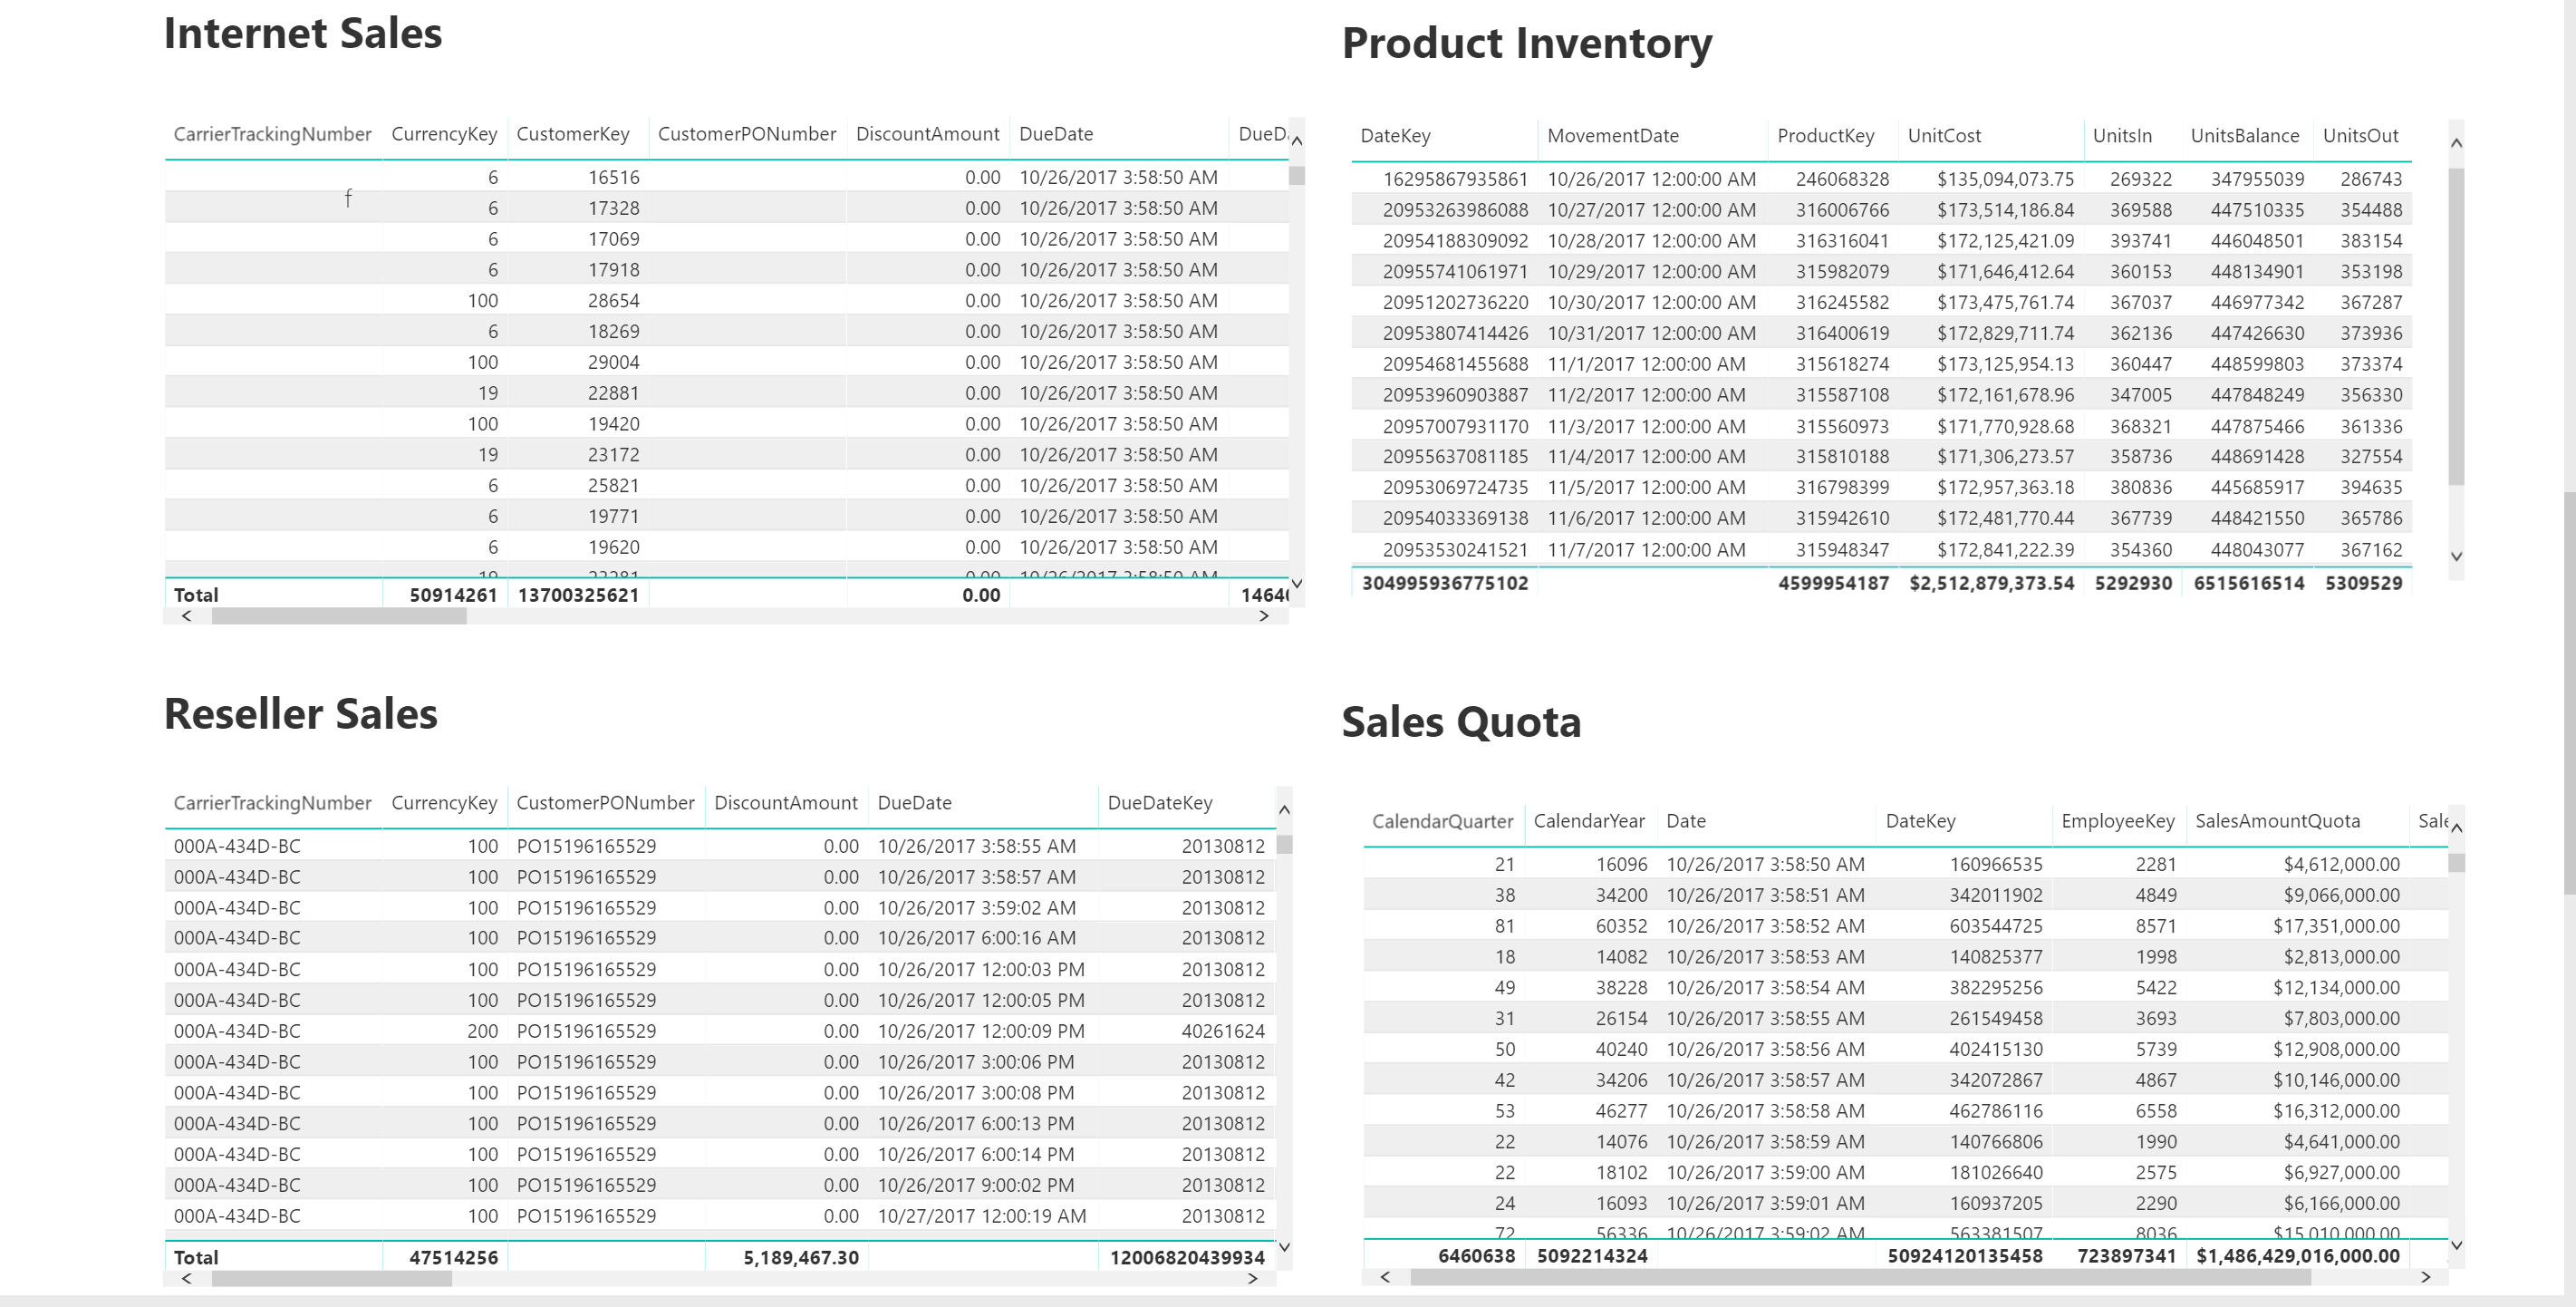 Internet Sales
CarrierTrackingNumber CurrencyKey CustomerKey CustomerPONumber DiscountAmount DueDate DueDa
6 16516 0.00 10/26/2017 3:58:50 AM
f
6 17328 0.00 10/26/2017 3:58:50 AM
6 17069 0.00 10/26/2017 3:58:50 AM
6 17918 0.00 10/26/2017 3:58:50 AM
100 28654 0.00 10/26/2017 3:58:50 AM
6 18269 0.00 10/26/2017 3:58:50 AM
100 29004 0.00 10/26/2017 3:58:50 AM
19 22881 0.00 10/26/2017 3:58:50 AM
100 19420 0.00 10/26/2017 3:58:50 AM
19 23172 0.00 10/26/2017 3:58:50 AM
6 25821 0.00 10/26/2017 3:58:50 AM
6 19771 0.00 10/26/2017 3:58:50 AM
6 19620 0.00 10/26/2017 3:58:50 AM
Total 50914261 13700325621 0.00 1464
Product Inventory
DateKey MovementDate ProductKey UnitCost UnitsIn UnitsBalance UnitsOut
16295867935861 10/26/2017 12:00:00 AM 246068328 $135,094,073.75 269322 347955039 286743
20953263986088 10/27/2017 12:00:00 AM 316006766 $173,514,186.84 369588 447510335 354488
20954188309092 10/28/2017 12:00:00 AM 316316041 $172,125,421.09 393741 446048501 383154
20955741061971 10/29/2017 12:00:00 AM 315982079 $171,646,412.64 360153 448134901 353198
20951202736220 10/30/2017 12:00:00 AM 316245582 $173,475,761.74 367037 446977342 367287
20953807414426 10/31/2017 12:00:00 AM 316400619 $172,829,711.74 362136 447426630 373936
20954681455688 11/1/2017 12:00:00 AM 315618274 $173,125,954.13 360447 448599803 373374
20953960903887 11/2/2017 12:00:00 AM 315587108 $172,161,678.96 347005 447848249 356330
20957007931170 11/3/2017 12:00:00 AM 315560973 $171,770,928.68 368321 447875466 361336
20955637081185 11/4/2017 12:00:00 AM 315810188 $171,306,273.57 358736 448691428 327554
20953069724735 11/5/2017 12:00:00 AM 316798399 $172,957,363.18 380836 445685917 394635
20954033369138 11/6/2017 12:00:00 AM 315942610 $172,481,770.44 367739 448421550 365786
20953530241521 11/7/2017 12:00:00 AM 315948347 $172,841,222.39 354360 448043077 367162
304995936775102 4599954187 $2,512,879,373.54 5292930 6515616514 5309529
Reseller Sales
CarrierTrackingNumber CurrencyKey CustomerPONumber DiscountAmount DueDate DueDateKey
000A-434D-BC 100 PO15196165529 0.00 10/26/2017 3:58:55 AM 20130812
000A-434D-BC 100 PO15196165529 0.00 10/26/2017 3:58:57 AM 20130812
000A-434D-BC 100 PO15196165529 0.00 10/26/2017 3:59:02 AM 20130812
000A-434D-BC 100 PO15196165529 0.00 10/26/2017 6:00:16 AM 20130812
000A-434D-BC 100 PO15196165529 0.00 10/26/2017 12:00:03 PM 20130812
000A-434D-BC 100 PO15196165529 0.00 10/26/2017 12:00:05 PM 20130812
000A-434D-BC 200 PO15196165529 0.00 10/26/2017 12:00:09 PM 40261624
000A-434D-BC 100 PO15196165529 0.00 10/26/2017 3:00:06 PM 20130812
000A-434D-BC 100 PO15196165529 0.00 10/26/2017 3:00:08 PM 20130812
000A-434D-BC 100 PO15196165529 0.00 10/26/2017 6:00:13 PM 20130812
000A-434D-BC 100 PO15196165529 0.00 10/26/2017 6:00:14 PM 20130812
000A-434D-BC 100 PO15196165529 0.00 10/26/2017 9:00:02 PM 20130812
000A-434D-BC 100 PO15196165529 0.00 10/27/2017 12:00:19 AM 20130812
Total 47514256 5,189,467.30 12006820439934
Sales Quota
CalendarQuarter CalendarYear Date DateKey EmployeeKey SalesAmountQuota Sale
21 16096 10/26/2017 3:58:50 AM 160966535 2281 $4,612,000.00
38 34200 10/26/2017 3:58:51 AM 342011902 4849 $9,066,000.00
81 60352 10/26/2017 3:58:52 AM 603544725 8571 $17,351,000.00
18 14082 10/26/2017 3:58:53 AM 140825377 1998 $2,813,000.00
49 38228 10/26/2017 3:58:54 AM 382295256 5422 $12,134,000.00
31 26154 10/26/2017 3:58:55 AM 261549458 3693 $7,803,000.00
50 40240 10/26/2017 3:58:56 AM 402415130 5739 $12,908,000.00
42 34206 10/26/2017 3:58:57 AM 342072867 4867 $10,146,000.00
53 46277 10/26/2017 3:58:58 AM 462786116 6558 $16,312,000.00
22 14076 10/26/2017 3:58:59 AM 140766806 1990 $4,641,000.00
22 18102 10/26/2017 3:59:00 AM 181026640 2575 $6,927,000.00
24 16093 10/26/2017 3:59:01 AM 160937205 2290 $6,166,000.00
72 56336 10/26/2017 3:59:02 AM 563381507 8036 $15,010,000.00
6460638 5092214324 50924120135458 723897341 $1,486,429,016,000.00